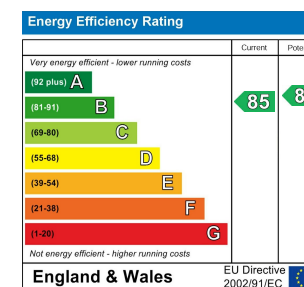 Energy Efficiency Rating
Current
Very energy efficient - lower running costs
(92 plus) A
(81-91) B
85
(69-80) C
(55-68) D
(39-54) E
(21-38) F
(1-20) G
Not energy efficient - higher running costs
England & Wales
EU Directive
2002/91/EC